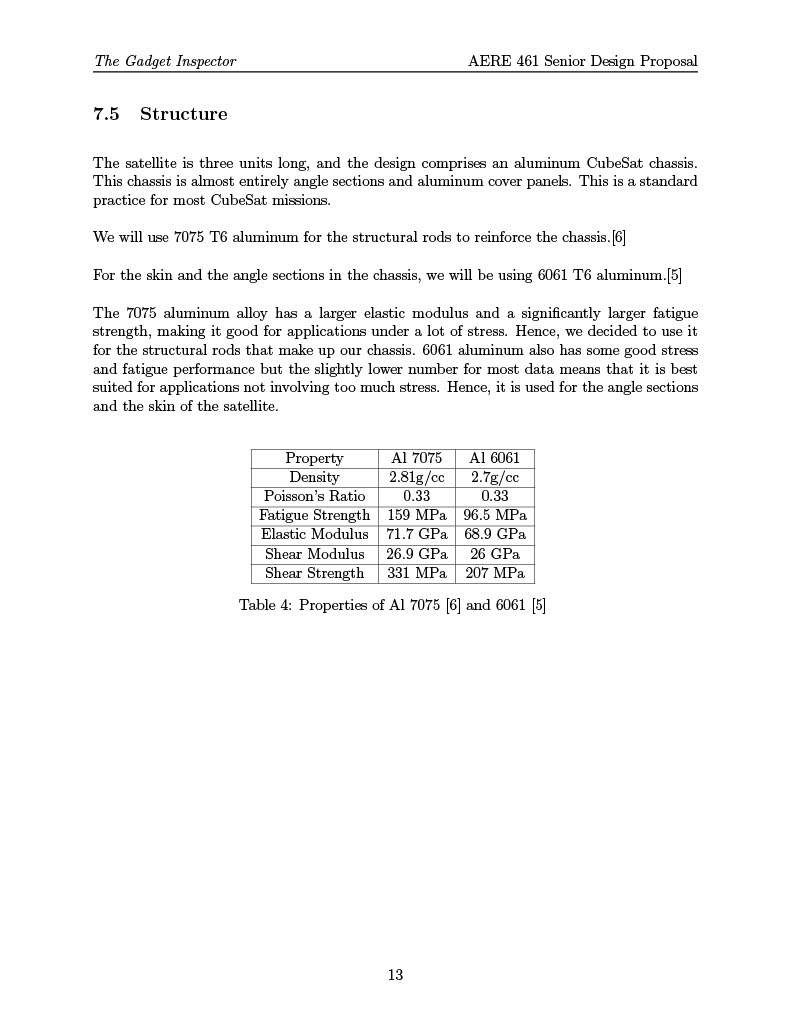 The Gadget Inspector AERE 461 Senior Design Proposal
7.5 Structure
The satellite is three units long, and the design comprises an aluminum CubeSat chassis.
This chassis is almost entirely angle sections and aluminum cover panels. This is a standard
practice for most CubeSat missions.
We will use 7075 T6 aluminum for the structural rods to reinforce the chassis.[6]
For the skin and the angle sections in the chassis, we will be using 6061 T6 aluminum.[5]
The 7075 aluminum alloy has a larger elastic modulus and a significantly larger fatigue
strength, making it good for applications under a lot of stress. Hence, we decided to use it
for the structural rods that make up our chassis. 6061 aluminum also has some good stress
and fatigue performance but the slightly lower number for most data means that it is best
suited for applications not involving too much stress. Hence, it is used for the angle sections
and the skin of the satellite.
Property Al 7075 Al 6061
Density 2.81g/cc 2.7g/cc
Poisson's Ratio 0.33 0.33
Fatigue Strength 159 MPa 96.5 MPa
Elastic Modulus 71.7 GPa 68.9 GPa
Shear Modulus 26.9 GPa 26 GPa
Shear Strength 331 MPa 207 MPa
Table 4: Properties of Al 7075 [6] and 6061 [5]
13